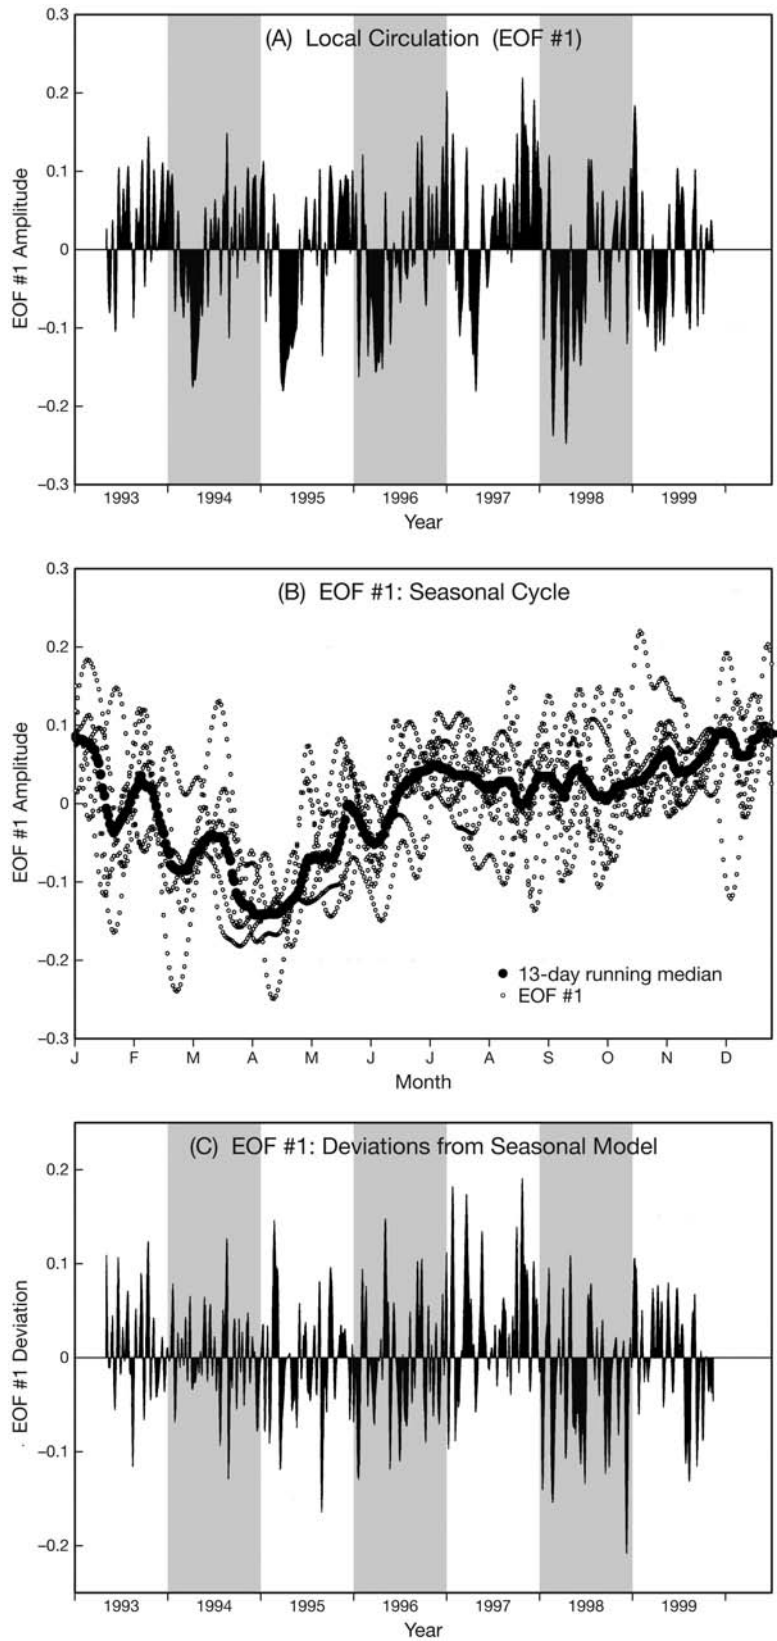 (A) Local Circulation (EOF #1)
0.3
0.2
0.1
0
−0.1
−0.2
−0.3
EOF #1 Amplitude
1993 1994 1995 1996 1997 1998 1999
Year
(B) EOF #1: Seasonal Cycle
0.3
0.2
0.1
0
−0.1
−0.2
−0.3
EOF #1 Amplitude
13-day running median
EOF #1
J F M A M J J A S O N D
Month
(C) EOF #1: Deviations from Seasonal Model
0.2
0.1
0
−0.1
−0.2
EOF #1 Deviation
1993 1994 1995 1996 1997 1998 1999
Year